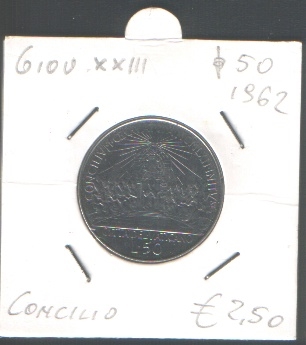 Giov. XXIII ₵ 50
1962
L. 50
CONCILIO € 2,50